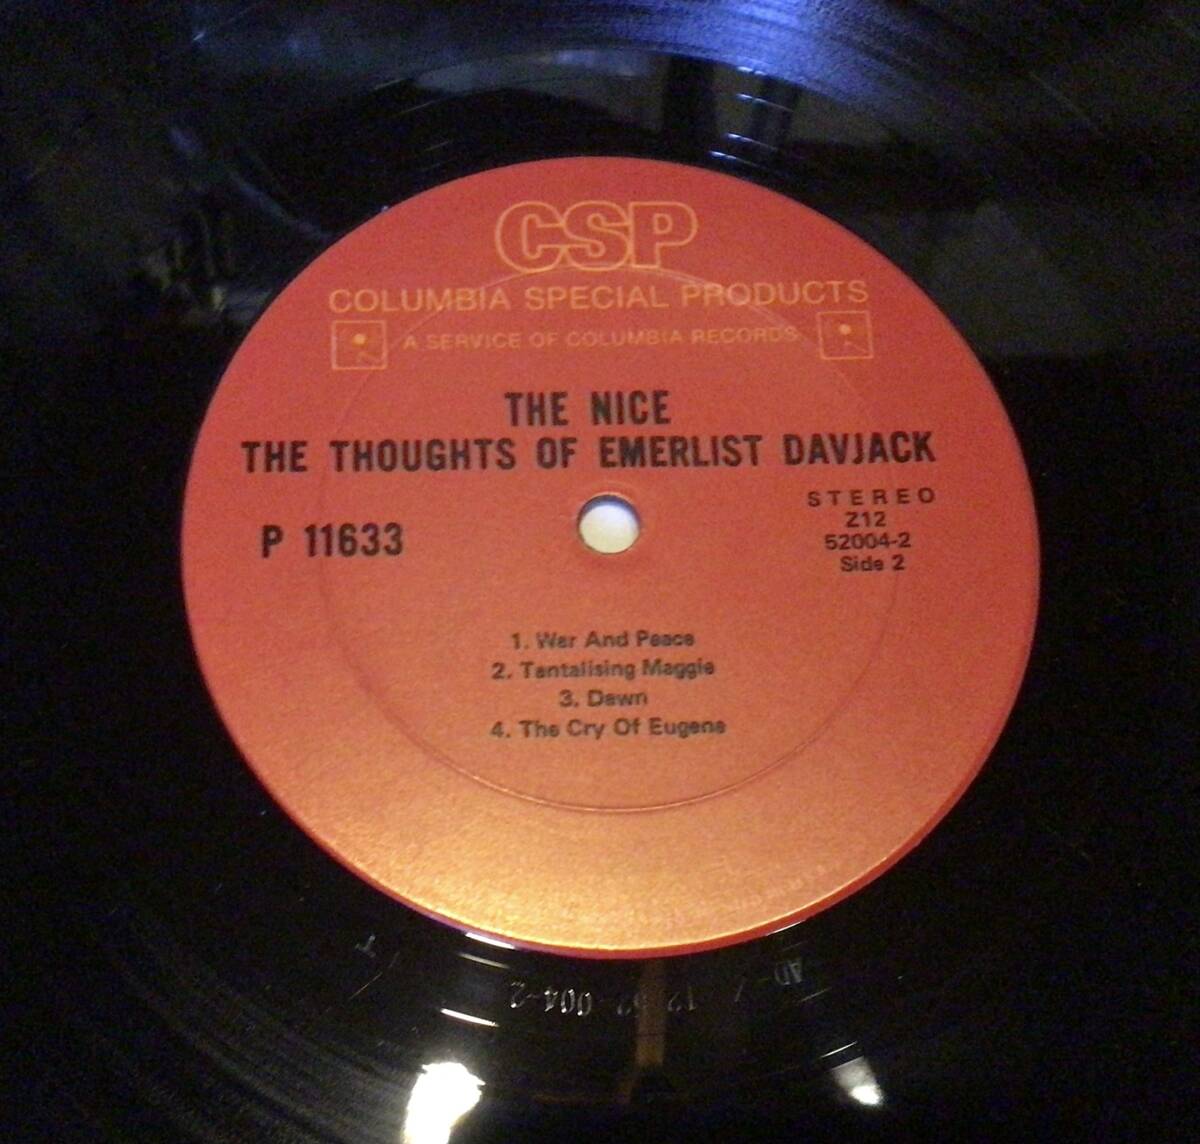 CSP
COLUMBIA SPECIAL PRODUCTS
A SERVICE OF COLUMBIA RECORDS
THE NICE
THE THOUGHTS OF EMERLIST DAVJACK
P 11633
STEREO
Z12
52004-2
Side 2
1. War And Peace
2. Tantalising Maggie
3. Dawn
4. The Cry Of Eugene